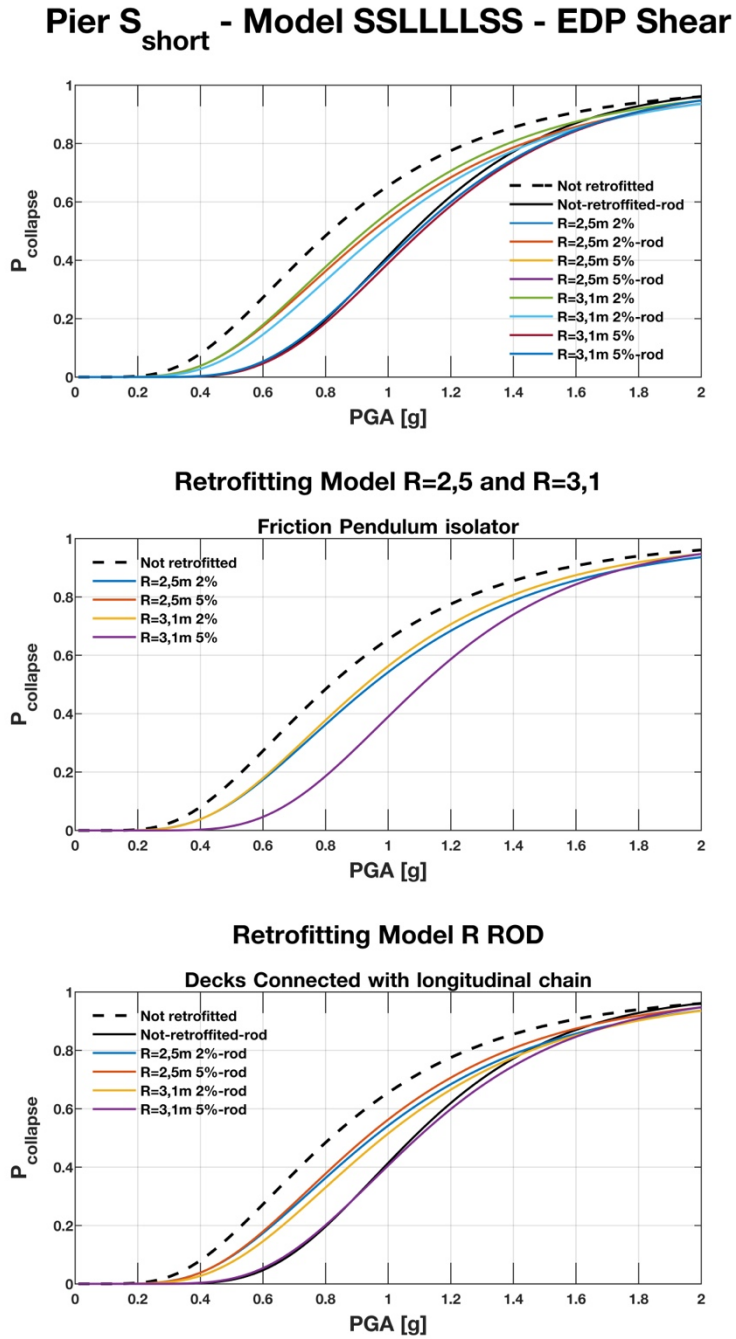 Pier S_short - Model SSLLLLSS - EDP Shear
1
0.8
0.6
0.4
0.2
0
P_collapse
Not retrofitted
Not-retroffited-rod
R=2,5m 2%
R=2,5m 2%-rod
R=2,5m 5%
R=2,5m 5%-rod
R=3,1m 2%
R=3,1m 2%-rod
R=3,1m 5%
R=3,1m 5%-rod
0 0.2 0.4 0.6 0.8 1 1.2 1.4 1.6 1.8 2
PGA [g]
Retrofitting Model R=2,5 and R=3,1
Friction Pendulum isolator
1
0.8
0.6
0.4
0.2
0
P_collapse
Not retrofitted
R=2,5m 2%
R=2,5m 5%
R=3,1m 2%
R=3,1m 5%
0 0.2 0.4 0.6 0.8 1 1.2 1.4 1.6 1.8 2
PGA [g]
Retrofitting Model R ROD
Decks Connected with longitudinal chain
1
0.8
0.6
0.4
0.2
0
P_collapse
Not retrofitted
Not-retroffited-rod
R=2,5m 2%-rod
R=2,5m 5%-rod
R=3,1m 2%-rod
R=3,1m 5%-rod
0 0.2 0.4 0.6 0.8 1 1.2 1.4 1.6 1.8 2
PGA [g]